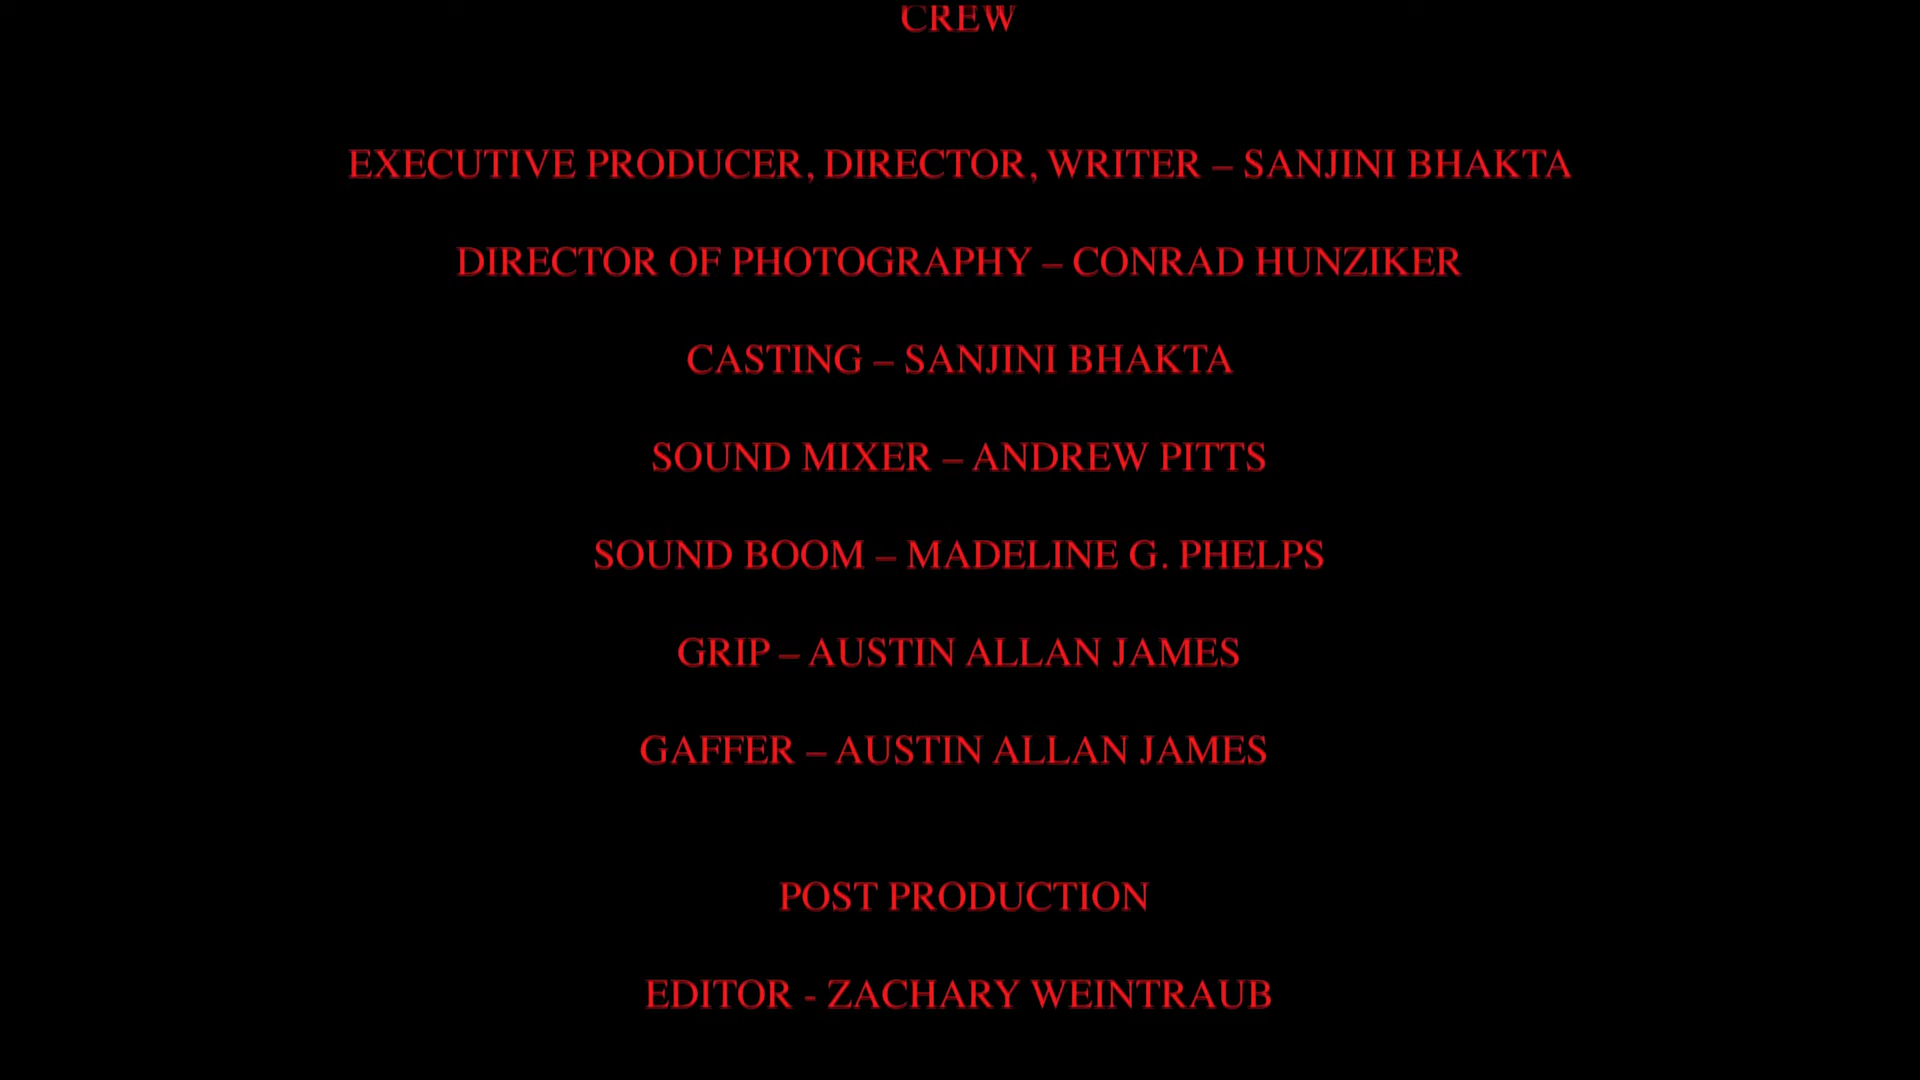 CREW
EXECUTIVE PRODUCER, DIRECTOR, WRITER – SANJINI BHAKTA
DIRECTOR OF PHOTOGRAPHY – CONRAD HUNZIKER
CASTING – SANJINI BHAKTA
SOUND MIXER – ANDREW PITTS
SOUND BOOM – MADELINE G. PHELPS
GRIP – AUSTIN ALLAN JAMES
GAFFER – AUSTIN ALLAN JAMES
POST PRODUCTION
EDITOR - ZACHARY WEINTRAUB